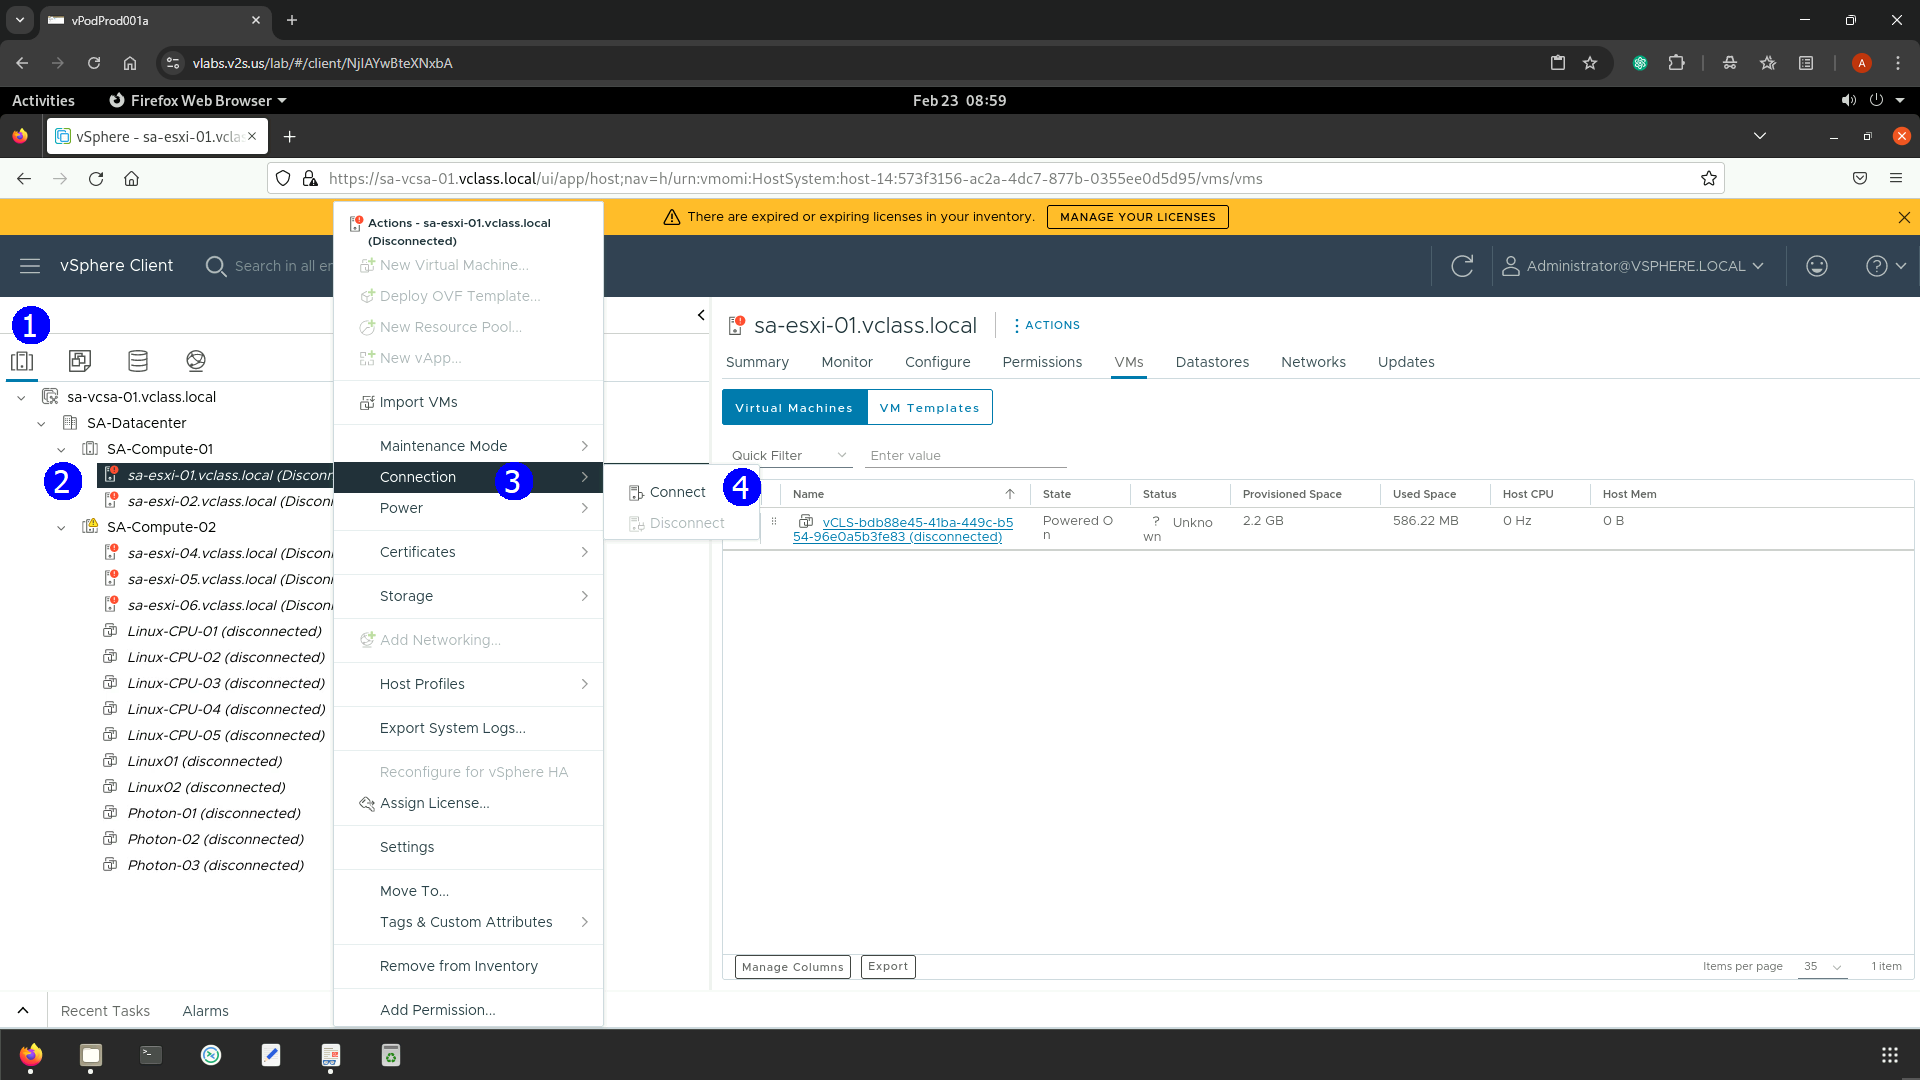 vPodProd001a
vlabs.v2s.us/lab/#/client/NjIAYwBteXNxbA
A
Activities
Firefox Web Browser
Feb 23 08:59
vSphere - sa-esxi-01.vclas
https://sa-vcsa-01.vclass.local/ui/app/host;nav=h/urn:vmomi:HostSystem:host-14:573f3156-ac2a-4dc7-877b-0355ee0d5d95/vms/vms
There are expired or expiring licenses in your inventory.
MANAGE YOUR LICENSES
vSphere Client
Search in all en
Administrator@VSPHERE.LOCAL
1
sa-vcsa-01.vclass.local
SA-Datacenter
SA-Compute-01
2
sa-esxi-01.vclass.local (Disconn
sa-esxi-02.vclass.local (Disconn
SA-Compute-02
sa-esxi-04.vclass.local (Disconn
sa-esxi-05.vclass.local (Disconn
sa-esxi-06.vclass.local (Disconn
Linux-CPU-01 (disconnected)
Linux-CPU-02 (disconnected)
Linux-CPU-03 (disconnected)
Linux-CPU-04 (disconnected)
Linux-CPU-05 (disconnected)
Linux01 (disconnected)
Linux02 (disconnected)
Photon-01 (disconnected)
Photon-02 (disconnected)
Photon-03 (disconnected)
Actions - sa-esxi-01.vclass.local
(Disconnected)
New Virtual Machine...
Deploy OVF Template...
New Resource Pool...
New vApp...
Import VMs
Maintenance Mode
Connection
3
Power
Certificates
Storage
Add Networking...
Host Profiles
Export System Logs...
Reconfigure for vSphere HA
Assign License...
Settings
Move To...
Tags & Custom Attributes
Remove from Inventory
Add Permission...
Connect
4
Disconnect
sa-esxi-01.vclass.local
ACTIONS
Summary Monitor Configure Permissions VMs Datastores Networks Updates
Virtual Machines VM Templates
Quick Filter
Enter value
Name State Status Provisioned Space Used Space Host CPU Host Mem
vCLS-bdb88e45-41ba-449c-b5
54-96e0a5b3fe83 (disconnected)
Powered O
n
? Unkno
wn
2.2 GB
586.22 MB
0 Hz
0 B
Manage Columns
Export
Items per page 35 1 item
Recent Tasks Alarms